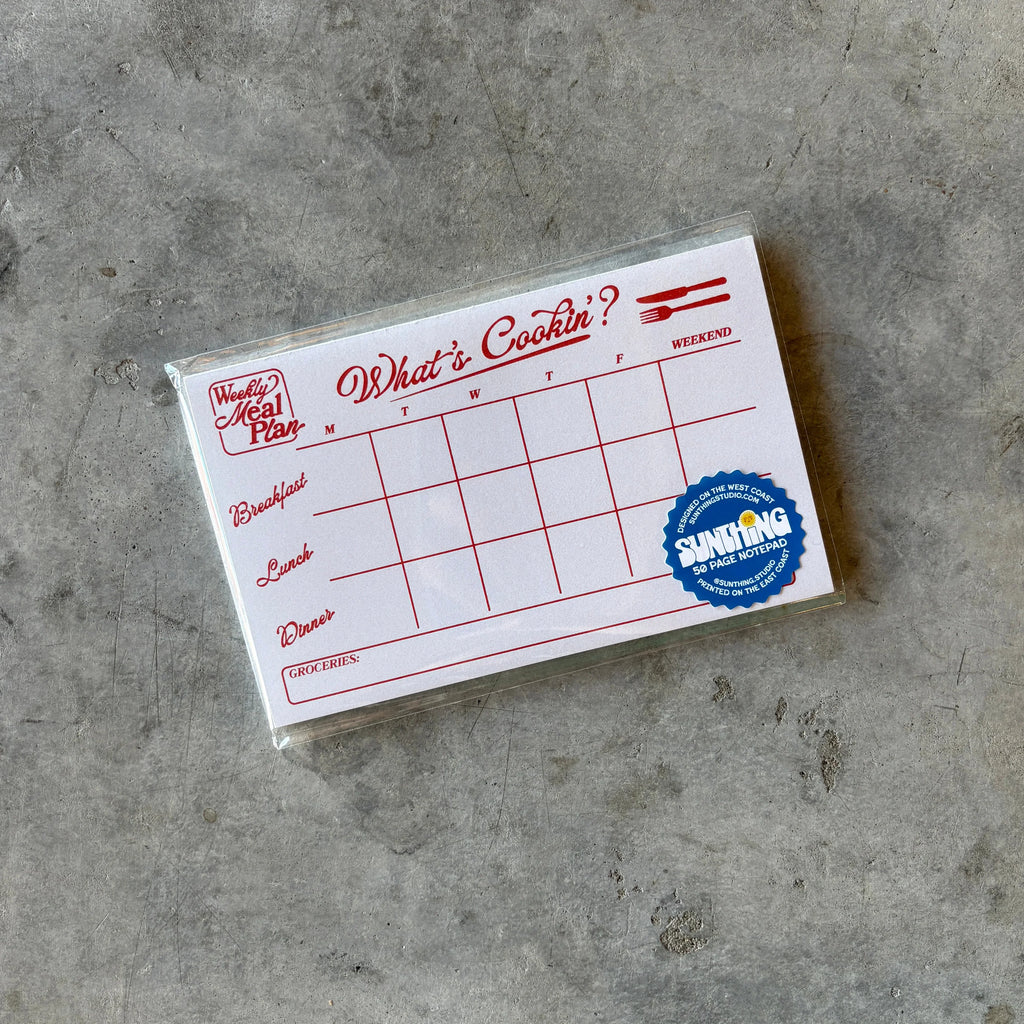 What's Cookin'?
Weekly
Meal
Plan
M T W T F WEEKEND
Breakfast
Lunch
Dinner
GROCERIES:
DESIGNED ON THE WEST COAST
SUNTHINGSTUDIO.COM
SUNTHING
50 PAGE NOTEPAD
@SUNTHING.STUDIO
PRINTED ON THE EAST COAST